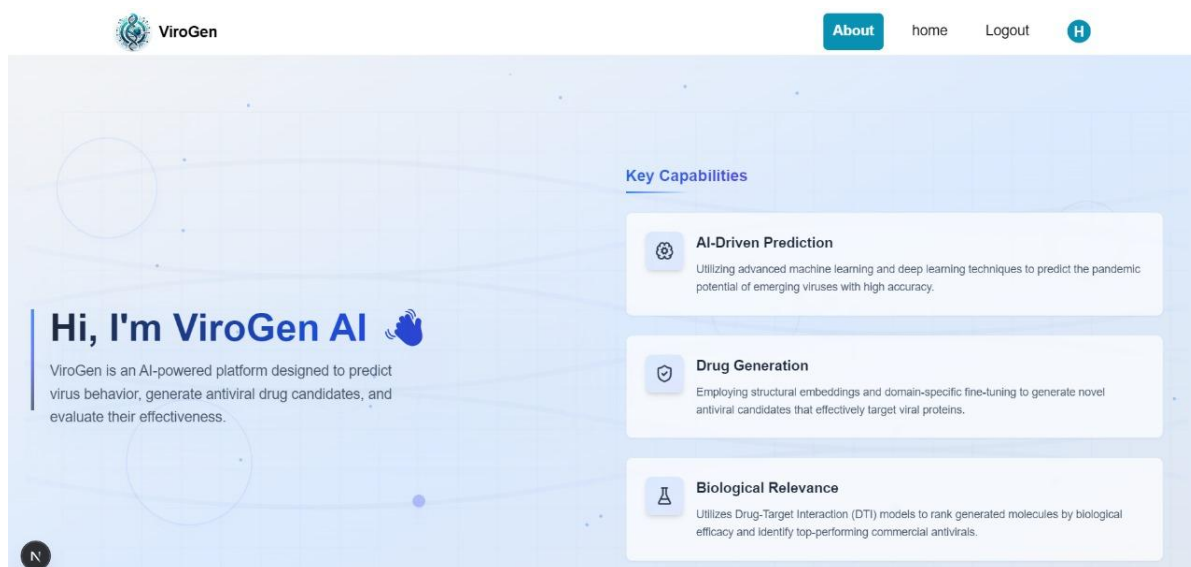 ViroGen
About
home
Logout
H
Hi, I'm ViroGen AI
ViroGen is an AI-powered platform designed to predict
virus behavior, generate antiviral drug candidates, and
evaluate their effectiveness.
Key Capabilities
AI-Driven Prediction
Utilizing advanced machine learning and deep learning techniques to predict the pandemic
potential of emerging viruses with high accuracy.
Drug Generation
Employing structural embeddings and domain-specific fine-tuning to generate novel
antiviral candidates that effectively target viral proteins.
Biological Relevance
Utilizes Drug-Target Interaction (DTI) models to rank generated molecules by biological
efficacy and identify top-performing commercial antivirals.
N